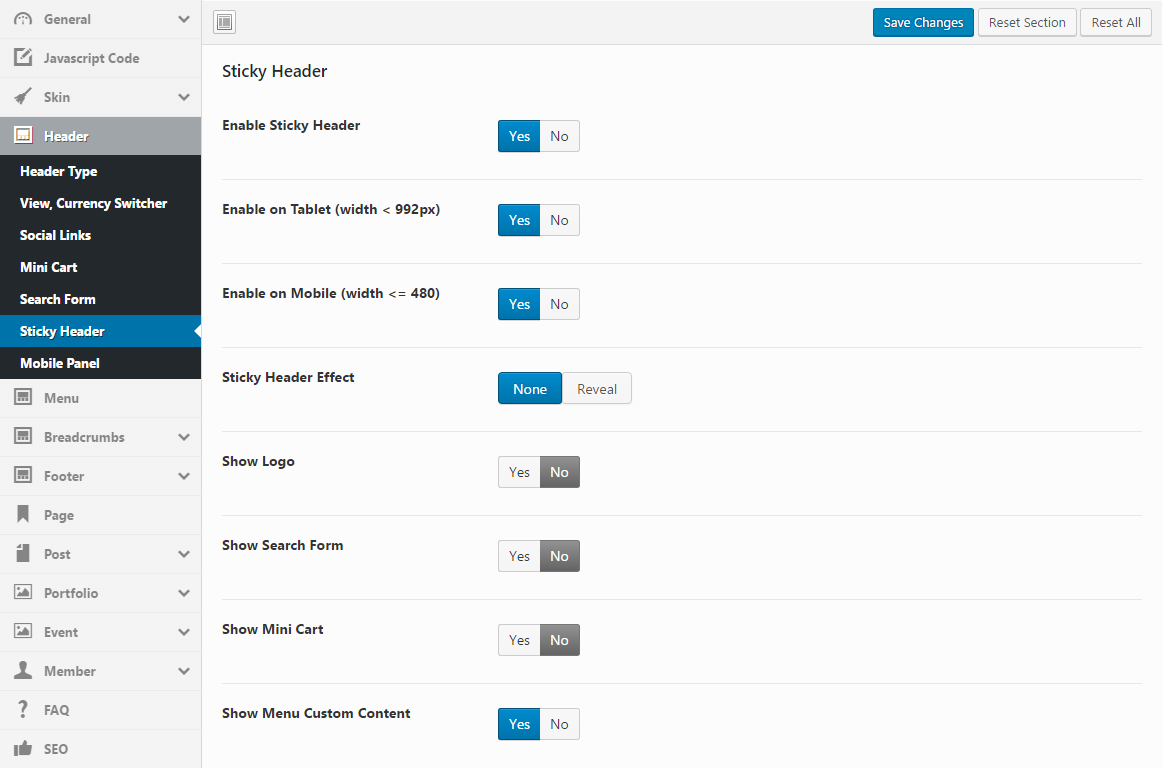 General
Javascript Code
Skin
Header
Header Type
View, Currency Switcher
Social Links
Mini Cart
Search Form
Sticky Header
Mobile Panel
Menu
Breadcrumbs
Footer
Page
Post
Portfolio
Event
Member
FAQ
SEO
Save Changes Reset Section Reset All
Sticky Header
Enable Sticky Header Yes No
Enable on Tablet (width < 992px) Yes No
Enable on Mobile (width <= 480) Yes No
Sticky Header Effect None Reveal
Show Logo Yes No
Show Search Form Yes No
Show Mini Cart Yes No
Show Menu Custom Content Yes No